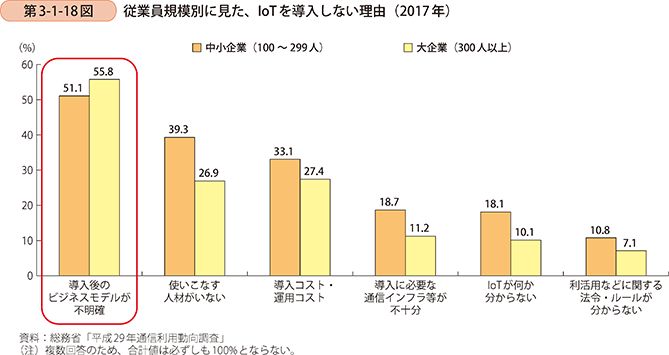 第3-1-18図 従業員規模別に見た、IoTを導入しない理由(2017年)
(%) 中小企業(100~299人) 大企業(300人以上)
60
50
40
30
20
10
0
51.1 55.8
39.3 26.9
33.1 27.4
18.7 11.2
18.1 10.1
10.8 7.1
導入後の
ビジネスモデルが
不明確
使いこなす
人材がいない
導入コスト・
運用コスト
導入に必要な
通信インフラ等が
不十分
IoTが何か
分からない
利活用などに関する
法令・ルールが
分からない
資料:総務省「平成29年通信利用動向調査」
(注)複数回答のため、合計値は必ずしも100%とならない。